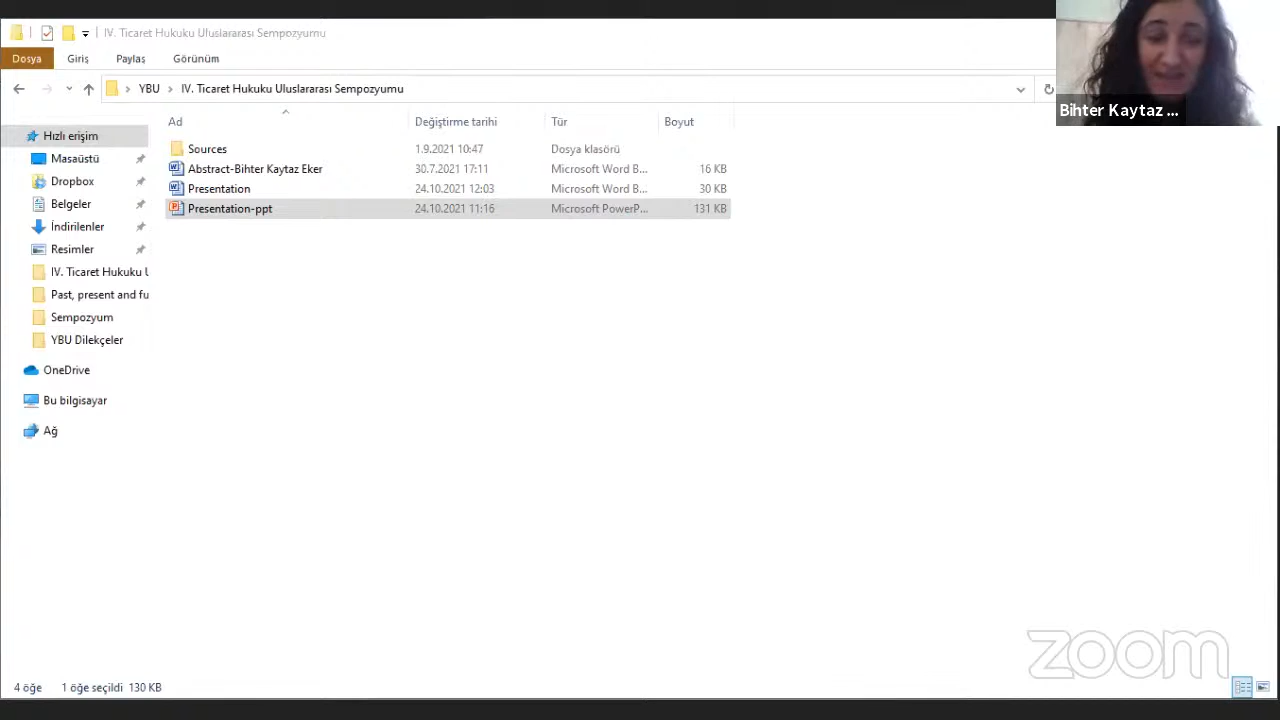 IV. Ticaret Hukuku Uluslararası Sempozyumu
Dosya Giriş Paylaş Görünüm
YBU IV. Ticaret Hukuku Uluslararası Sempozyumu
Bihter Kaytaz ...
Ad Değiştirme tarihi Tür Boyut
Hızlı erişim
Masaüstü
Dropbox
Belgeler
İndirilenler
Resimler
IV. Ticaret Hukuku U
Past, present and fu
Sempozyum
YBU Dilekçeler
OneDrive
Bu bilgisayar
Ağ
Sources 1.9.2021 10:47 Dosya klasörü
Abstract-Bihter Kaytaz Eker 30.7.2021 17:11 Microsoft Word B... 16 KB
Presentation 24.10.2021 12:03 Microsoft Word B... 30 KB
Presentation-ppt 24.10.2021 11:16 Microsoft PowerP... 131 KB
zoom
4 öğe 1 öğe seçildi 130 KB